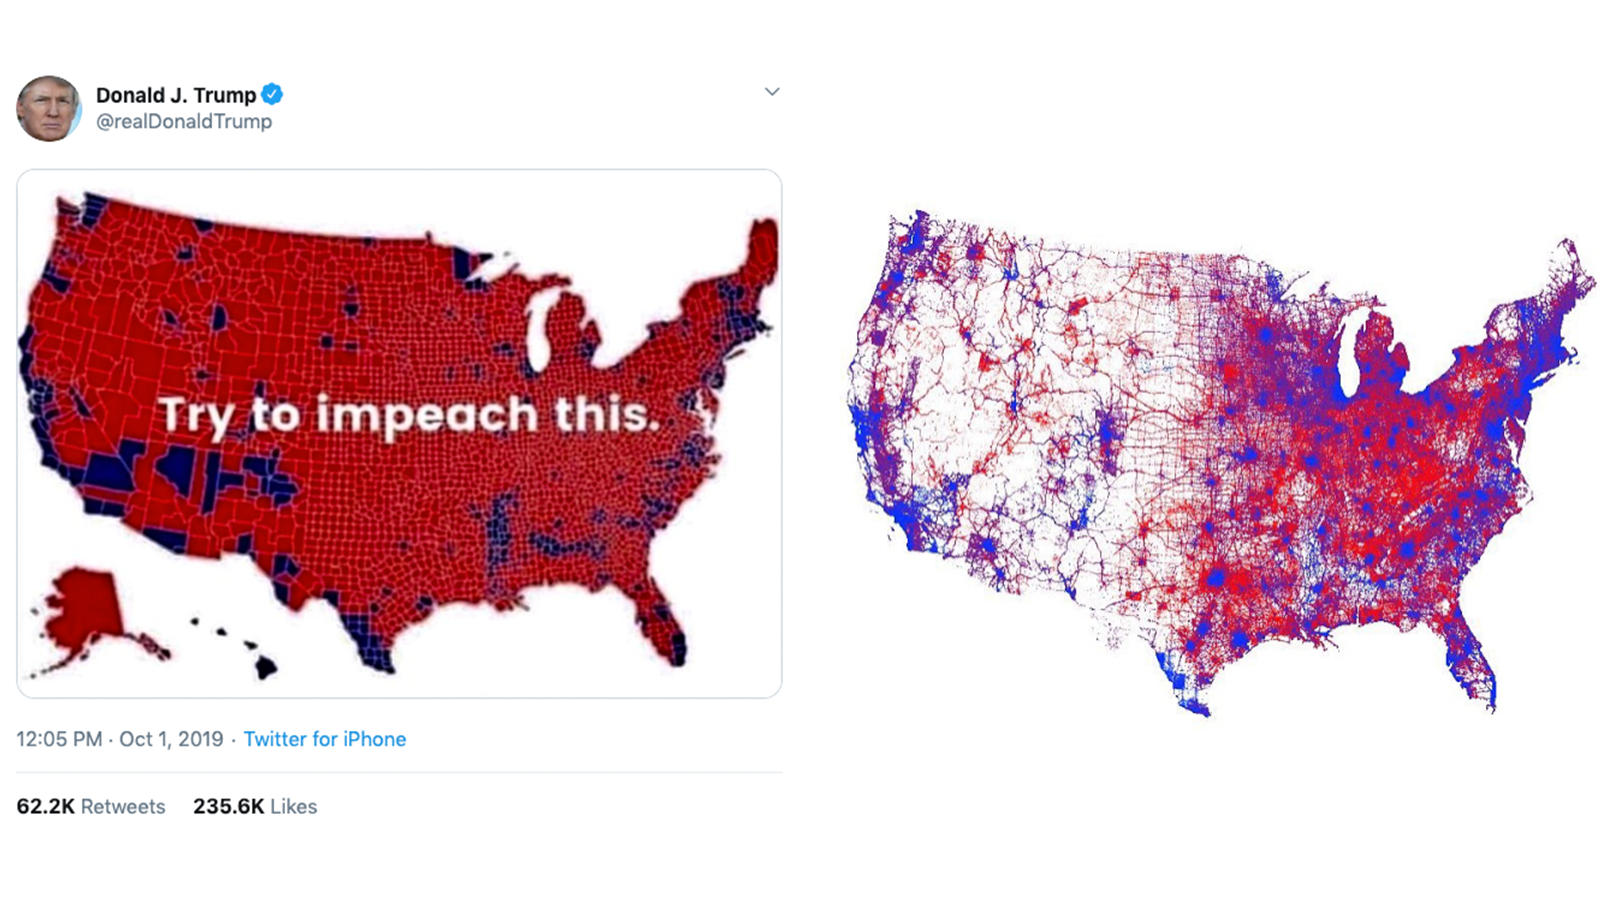 Donald J. Trump
@realDonaldTrump
Try to impeach this.
12:05 PM · Oct 1, 2019 · Twitter for iPhone
62.2K Retweets 235.6K Likes